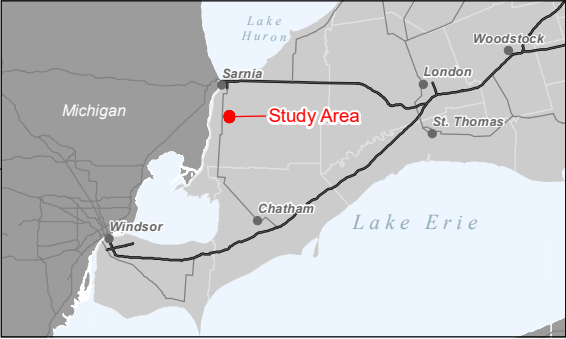 Lake
Huron
Woodstock
Sarnia
London
Michigan
Study Area
St. Thomas
Chatham
Lake Erie
Windsor